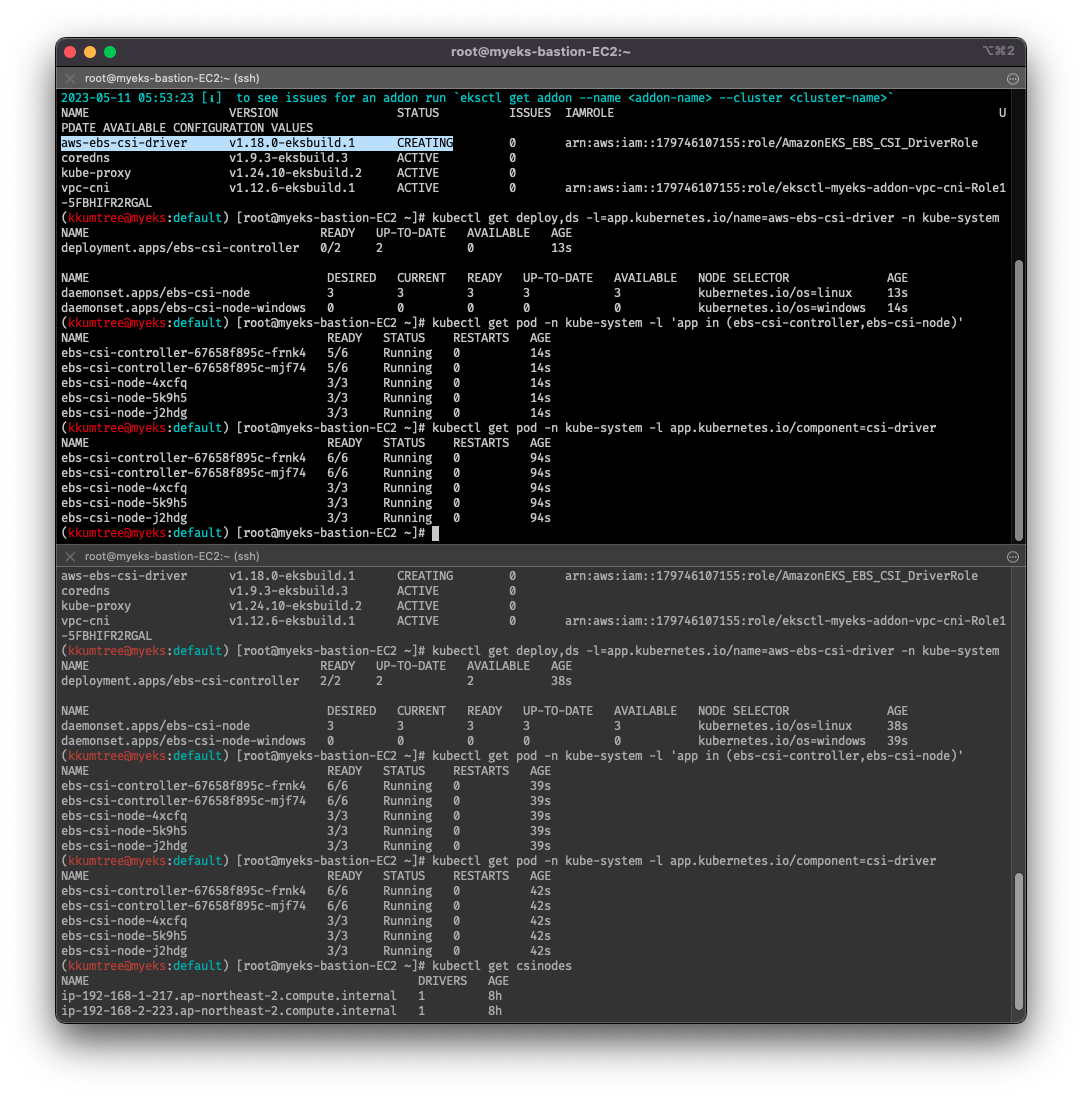 root@myeks-bastion-EC2:~
⌥⌘2
root@myeks-bastion-EC2:~ (ssh)
2023-05-11 05:53:23 [ℹ]  to see issues for an addon run `eksctl get addon --name <addon-name> --cluster <cluster-name>`
NAME                    VERSION                 STATUS          ISSUES  IAMROLE                                                       U
PDATE AVAILABLE CONFIGURATION VALUES
aws-ebs-csi-driver      v1.18.0-eksbuild.1      CREATING        0       arn:aws:iam::179746107155:role/AmazonEKS_EBS_CSI_DriverRole
coredns                 v1.9.3-eksbuild.3       ACTIVE          0
kube-proxy              v1.24.10-eksbuild.2     ACTIVE          0
vpc-cni                 v1.12.6-eksbuild.1      ACTIVE          0       arn:aws:iam::179746107155:role/eksctl-myeks-addon-vpc-cni-Role1
-5FBHIFR2RGAL
(kkumtree@myeks:default) [root@myeks-bastion-EC2 ~]# kubectl get deploy,ds -l=app.kubernetes.io/name=aws-ebs-csi-driver -n kube-system
NAME                                 READY   UP-TO-DATE   AVAILABLE   AGE
deployment.apps/ebs-csi-controller   0/2     2            0           13s
NAME                                  DESIRED   CURRENT   READY   UP-TO-DATE   AVAILABLE   NODE SELECTOR              AGE
daemonset.apps/ebs-csi-node           3         3         3       3            3           kubernetes.io/os=linux     13s
daemonset.apps/ebs-csi-node-windows   0         0         0       0            0           kubernetes.io/os=windows   14s
(kkumtree@myeks:default) [root@myeks-bastion-EC2 ~]# kubectl get pod -n kube-system -l 'app in (ebs-csi-controller,ebs-csi-node)'
NAME                                  READY   STATUS    RESTARTS   AGE
ebs-csi-controller-67658f895c-frnk4   5/6     Running   0          14s
ebs-csi-controller-67658f895c-mjf74   5/6     Running   0          14s
ebs-csi-node-4xcfq                    3/3     Running   0          14s
ebs-csi-node-5k9h5                    3/3     Running   0          14s
ebs-csi-node-j2hdg                    3/3     Running   0          14s
(kkumtree@myeks:default) [root@myeks-bastion-EC2 ~]# kubectl get pod -n kube-system -l app.kubernetes.io/component=csi-driver
NAME                                  READY   STATUS    RESTARTS   AGE
ebs-csi-controller-67658f895c-frnk4   6/6     Running   0          94s
ebs-csi-controller-67658f895c-mjf74   6/6     Running   0          94s
ebs-csi-node-4xcfq                    3/3     Running   0          94s
ebs-csi-node-5k9h5                    3/3     Running   0          94s
ebs-csi-node-j2hdg                    3/3     Running   0          94s
(kkumtree@myeks:default) [root@myeks-bastion-EC2 ~]#
root@myeks-bastion-EC2:~ (ssh)
aws-ebs-csi-driver      v1.18.0-eksbuild.1      CREATING        0       arn:aws:iam::179746107155:role/AmazonEKS_EBS_CSI_DriverRole
coredns                 v1.9.3-eksbuild.3       ACTIVE          0
kube-proxy              v1.24.10-eksbuild.2     ACTIVE          0
vpc-cni                 v1.12.6-eksbuild.1      ACTIVE          0       arn:aws:iam::179746107155:role/eksctl-myeks-addon-vpc-cni-Role1
-5FBHIFR2RGAL
(kkumtree@myeks:default) [root@myeks-bastion-EC2 ~]# kubectl get deploy,ds -l=app.kubernetes.io/name=aws-ebs-csi-driver -n kube-system
NAME                                 READY   UP-TO-DATE   AVAILABLE   AGE
deployment.apps/ebs-csi-controller   2/2     2            2           38s
NAME                                  DESIRED   CURRENT   READY   UP-TO-DATE   AVAILABLE   NODE SELECTOR              AGE
daemonset.apps/ebs-csi-node           3         3         3       3            3           kubernetes.io/os=linux     38s
daemonset.apps/ebs-csi-node-windows   0         0         0       0            0           kubernetes.io/os=windows   39s
(kkumtree@myeks:default) [root@myeks-bastion-EC2 ~]# kubectl get pod -n kube-system -l 'app in (ebs-csi-controller,ebs-csi-node)'
NAME                                  READY   STATUS    RESTARTS   AGE
ebs-csi-controller-67658f895c-frnk4   6/6     Running   0          39s
ebs-csi-controller-67658f895c-mjf74   6/6     Running   0          39s
ebs-csi-node-4xcfq                    3/3     Running   0          39s
ebs-csi-node-5k9h5                    3/3     Running   0          39s
ebs-csi-node-j2hdg                    3/3     Running   0          39s
(kkumtree@myeks:default) [root@myeks-bastion-EC2 ~]# kubectl get pod -n kube-system -l app.kubernetes.io/component=csi-driver
NAME                                  READY   STATUS    RESTARTS   AGE
ebs-csi-controller-67658f895c-frnk4   6/6     Running   0          42s
ebs-csi-controller-67658f895c-mjf74   6/6     Running   0          42s
ebs-csi-node-4xcfq                    3/3     Running   0          42s
ebs-csi-node-5k9h5                    3/3     Running   0          42s
ebs-csi-node-j2hdg                    3/3     Running   0          42s
(kkumtree@myeks:default) [root@myeks-bastion-EC2 ~]# kubectl get csinodes
NAME                                               DRIVERS   AGE
ip-192-168-1-217.ap-northeast-2.compute.internal   1         8h
ip-192-168-2-223.ap-northeast-2.compute.internal   1         8h